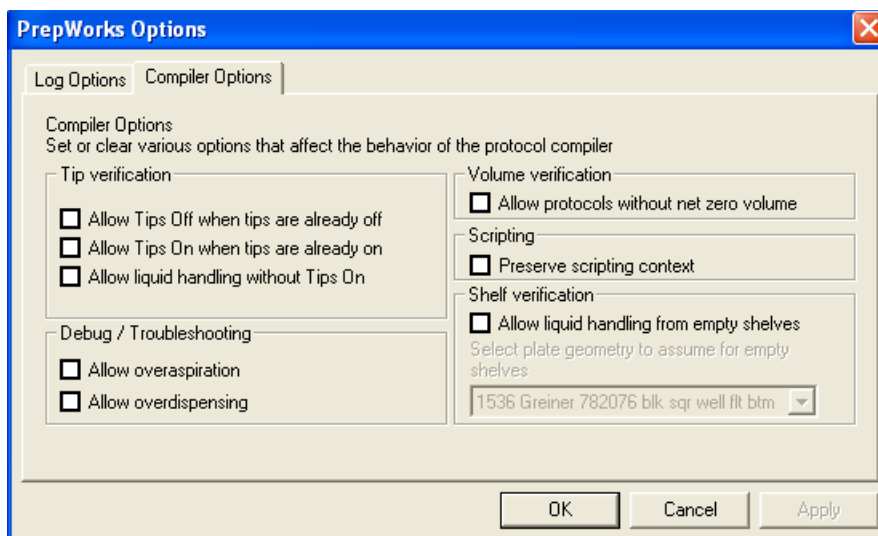 PrepWorks Options
Log Options
Compiler Options
Compiler Options
Set or clear various options that affect the behavior of the protocol compiler
Tip verification
Allow Tips Off when tips are already off
Allow Tips On when tips are already on
Allow liquid handling without Tips On
Debug / Troubleshooting
Allow overaspiration
Allow overdispensing
Volume verification
Allow protocols without net zero volume
Scripting
Preserve scripting context
Shelf verification
Allow liquid handling from empty shelves
Select plate geometry to assume for empty
shelves
1536 Greiner 782076 blk sqr well flt btm
OK
Cancel
Apply